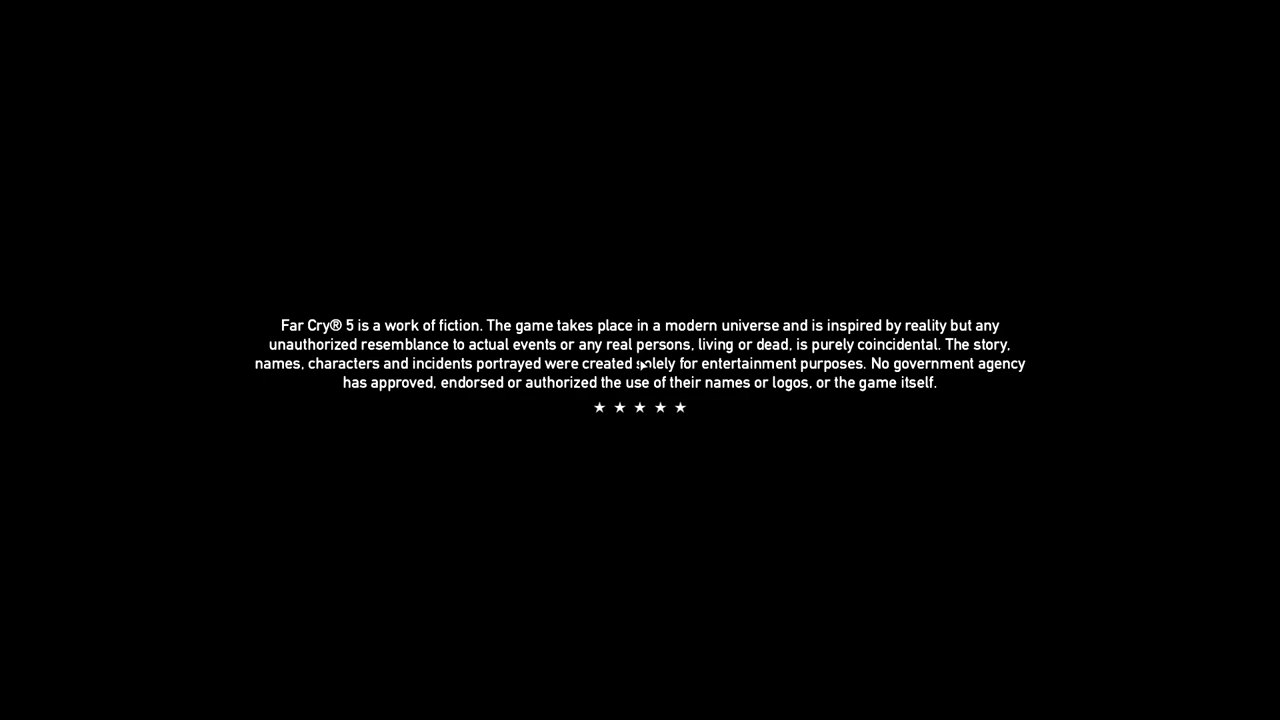 Far Cry® 5 is a work of fiction. The game takes place in a modern universe and is inspired by reality but any
unauthorized resemblance to actual events or any real persons, living or dead, is purely coincidental. The story,
names, characters and incidents portrayed were created solely for entertainment purposes. No government agency
has approved, endorsed or authorized the use of their names or logos, or the game itself.
★ ★ ★ ★ ★